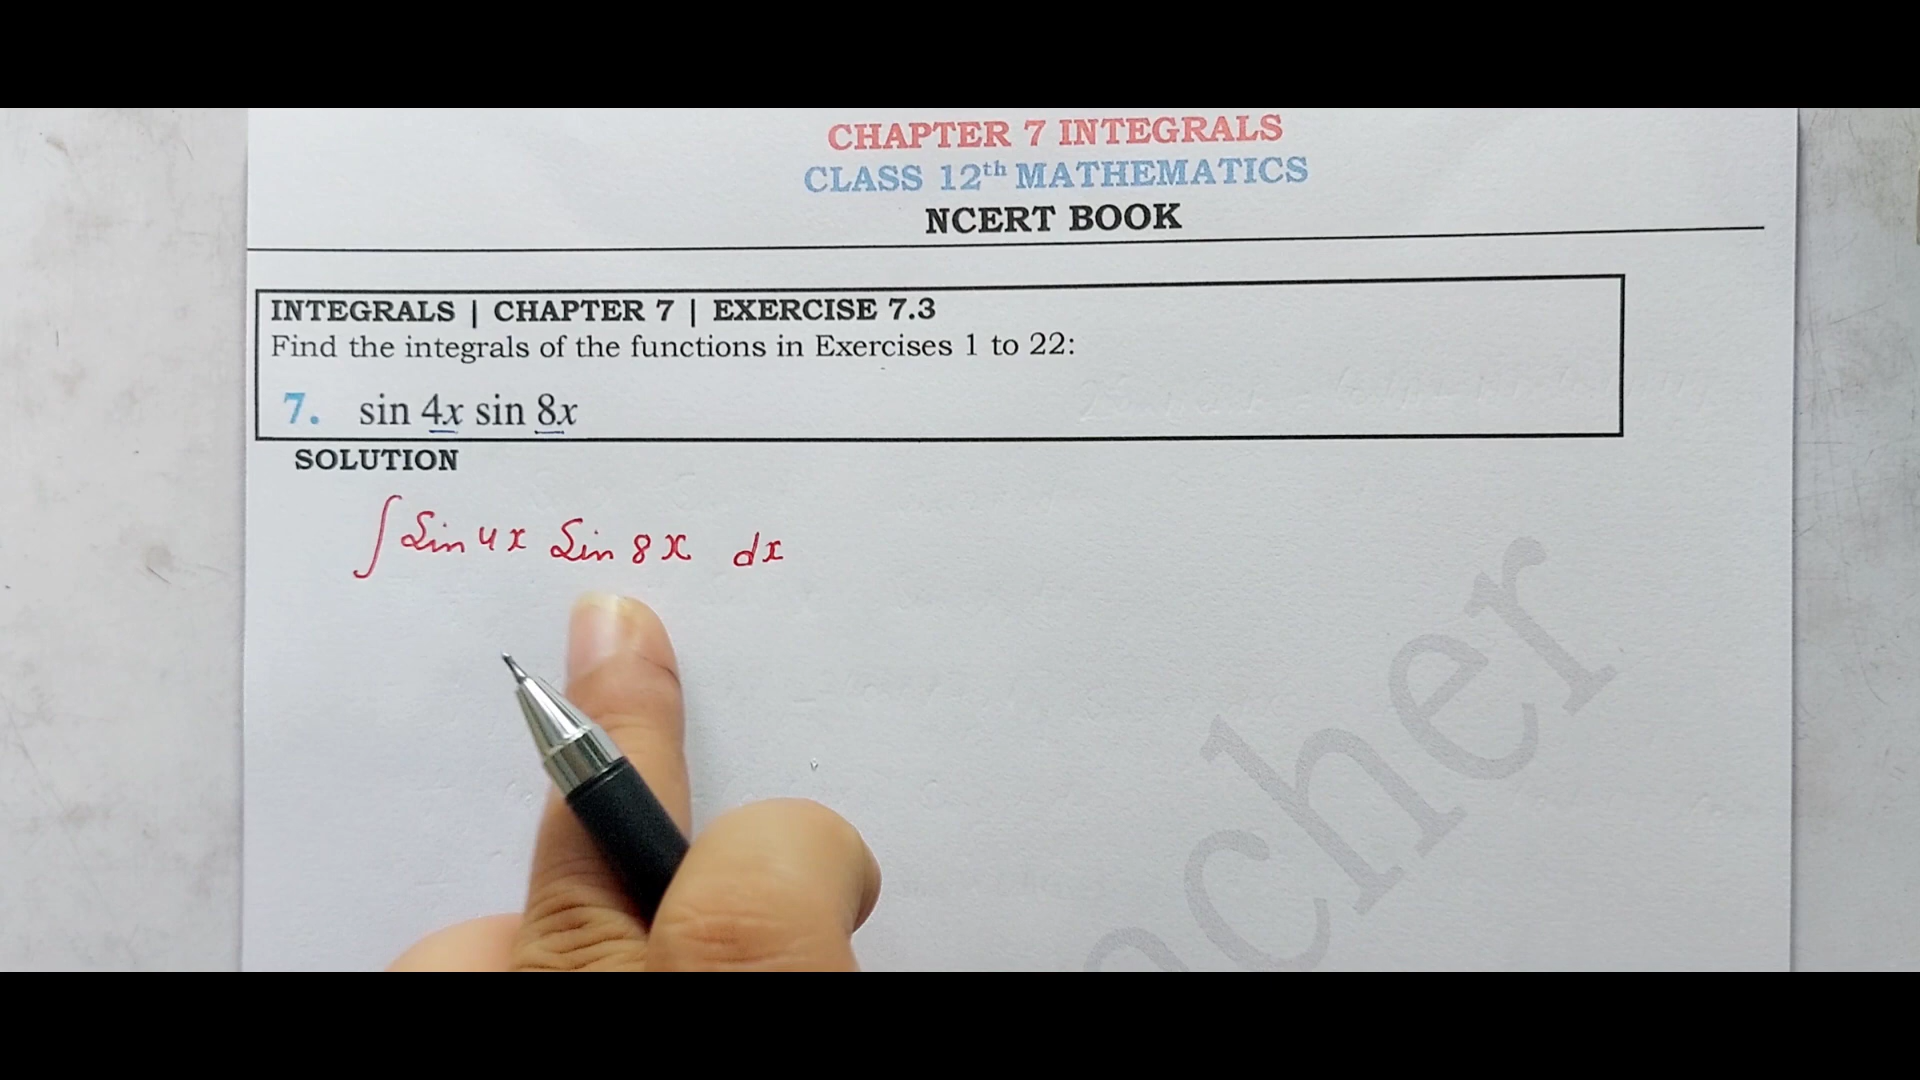 CHAPTER 7 INTEGRALS
CLASS 12th MATHEMATICS
NCERT BOOK
INTEGRALS | CHAPTER 7 | EXERCISE 7.3
Find the integrals of the functions in Exercises 1 to 22:
7. sin 4x sin 8x
SOLUTION
∫ Sin 4x Sin 8x dx
cher